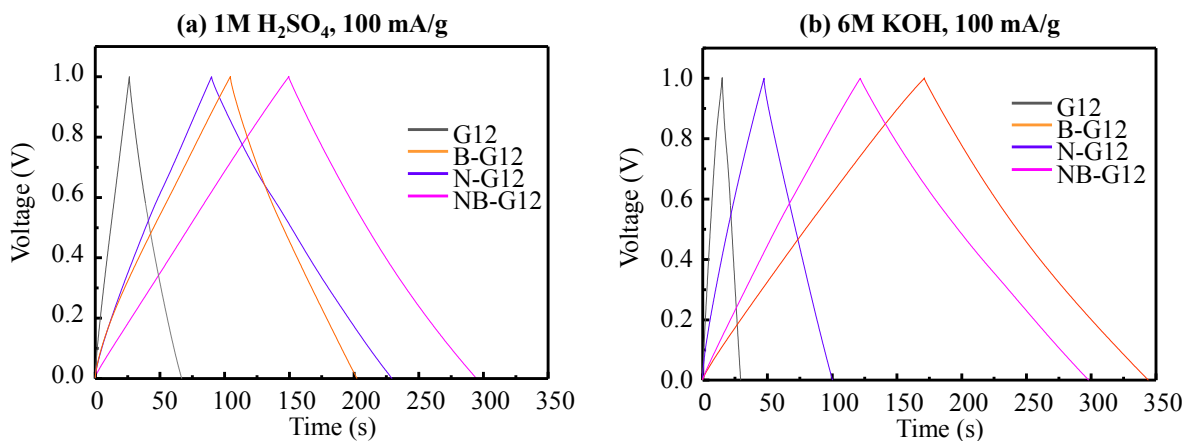 (a) 1M H₂SO₄, 100 mA/g
1.0
0.8
0.6
0.4
0.2
0.0
Voltage (V)
G12
B-G12
N-G12
NB-G12
0 50 100 150 200 250 300 350
Time (s)
(b) 6M KOH, 100 mA/g
1.0
0.8
0.6
0.4
0.2
0.0
Voltage (V)
G12
B-G12
N-G12
NB-G12
0 50 100 150 200 250 300 350
Time (s)